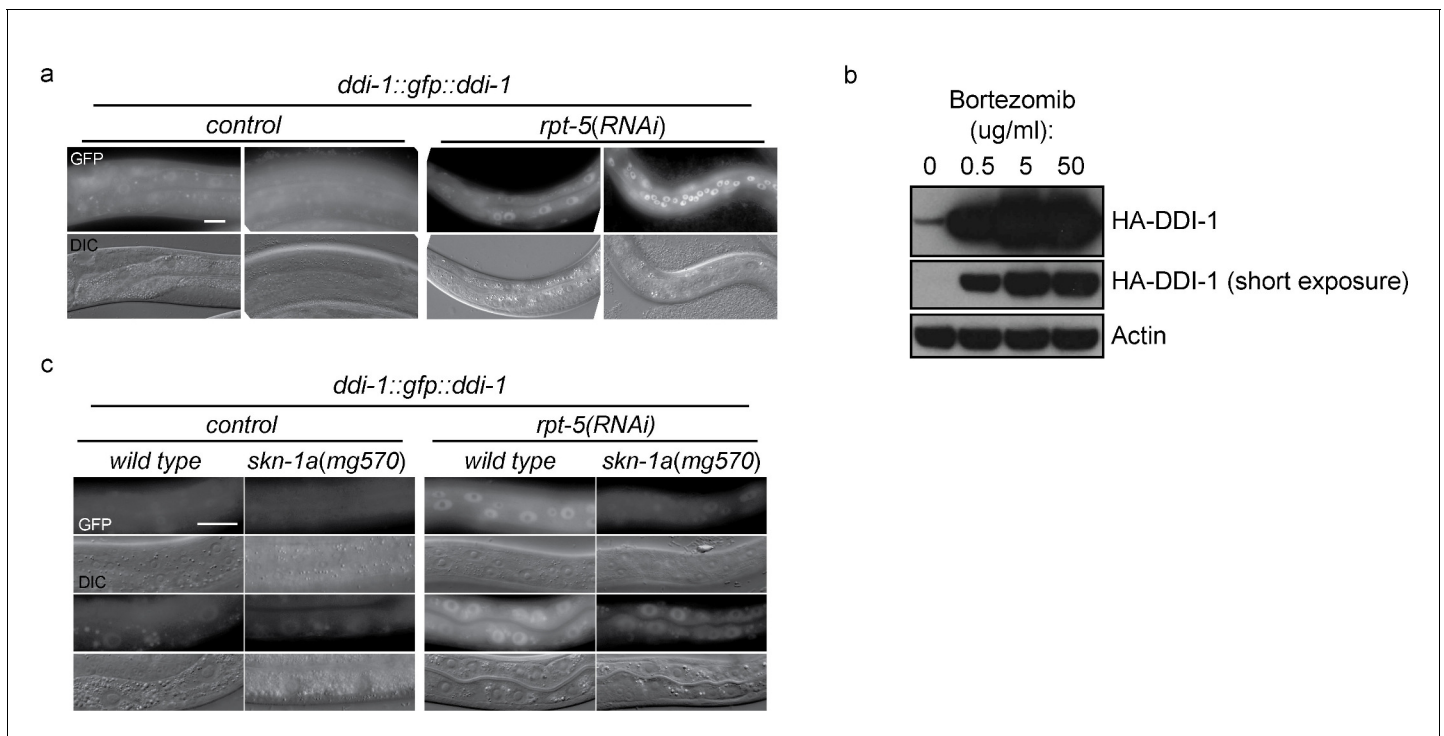 a
ddi-1::gfp::ddi-1
control rpt-5(RNAi)
GFP
DIC
b
Bortezomib
(ug/ml):
0 0.5 5 50
HA-DDI-1
HA-DDI-1 (short exposure)
Actin
c
ddi-1::gfp::ddi-1
control rpt-5(RNAi)
wild type skn-1a(mg570) wild type skn-1a(mg570)
GFP
DIC